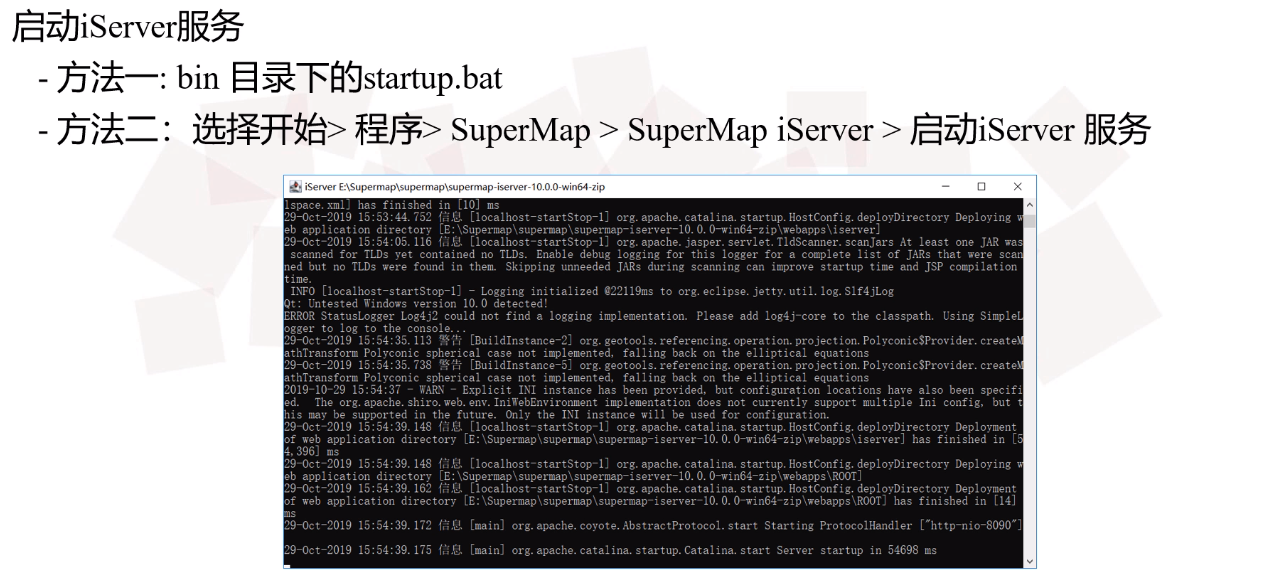 启动iServer服务
- 方法一: bin 目录下的startup.bat
- 方法二：选择开始> 程序> SuperMap > SuperMap iServer > 启动iServer 服务
iServer E:\Supermap\supermap\supermap-iserver-10.0.0-win64-zip
lspace.xml] has finished in [10] ms
29-Oct-2019 15:53:44.752 信息 [localhost-startStop-1] org.apache.catalina.startup.HostConfig.deployDirectory Deploying w
eb application directory [E:\Supermap\supermap\supermap-iserver-10.0.0-win64-zip\webapps\iserver]
29-Oct-2019 15:54:05.116 信息 [localhost-startStop-1] org.apache.jasper.servlet.TldScanner.scanJars At least one JAR was
scanned for TLDs yet contained no TLDs. Enable debug logging for this logger for a complete list of JARs that were scan
ned but no TLDs were found in them. Skipping unneeded JARs during scanning can improve startup time and JSP compilation
time.
INFO [localhost-startStop-1] - Logging initialized @22119ms to org.eclipse.jetty.util.log.Slf4jLog
Qt: Untested Windows version 10.0 detected!
ERROR StatusLogger Log4j2 could not find a logging implementation. Please add log4j-core to the classpath. Using SimpleL
ogger to log to the console...
29-Oct-2019 15:54:35.113 警告 [BuildInstance-2] org.geotools.referencing.operation.projection.Polyconic$Provider.createM
athTransform Polyconic spherical case not implemented, falling back on the elliptical equations
29-Oct-2019 15:54:35.738 警告 [BuildInstance-5] org.geotools.referencing.operation.projection.Polyconic$Provider.createM
athTransform Polyconic spherical case not implemented, falling back on the elliptical equations
2019-10-29 15:54:37 - WARN - Explicit INI instance has been provided, but configuration locations have also been specifi
ed.  The org.apache.shiro.web.env.IniWebEnvironment implementation does not currently support multiple Ini config, but t
his may be supported in the future. Only the INI instance will be used for configuration.
29-Oct-2019 15:54:39.148 信息 [localhost-startStop-1] org.apache.catalina.startup.HostConfig.deployDirectory Deployment
of web application directory [E:\Supermap\supermap\supermap-iserver-10.0.0-win64-zip\webapps\iserver] has finished in [5
4,396] ms
29-Oct-2019 15:54:39.148 信息 [localhost-startStop-1] org.apache.catalina.startup.HostConfig.deployDirectory Deploying w
eb application directory [E:\Supermap\supermap\supermap-iserver-10.0.0-win64-zip\webapps\ROOT]
29-Oct-2019 15:54:39.162 信息 [localhost-startStop-1] org.apache.catalina.startup.HostConfig.deployDirectory Deployment
of web application directory [E:\Supermap\supermap\supermap-iserver-10.0.0-win64-zip\webapps\ROOT] has finished in [14]
ms
29-Oct-2019 15:54:39.172 信息 [main] org.apache.coyote.AbstractProtocol.start Starting ProtocolHandler ["http-nio-8090"]
29-Oct-2019 15:54:39.175 信息 [main] org.apache.catalina.startup.Catalina.start Server startup in 54698 ms